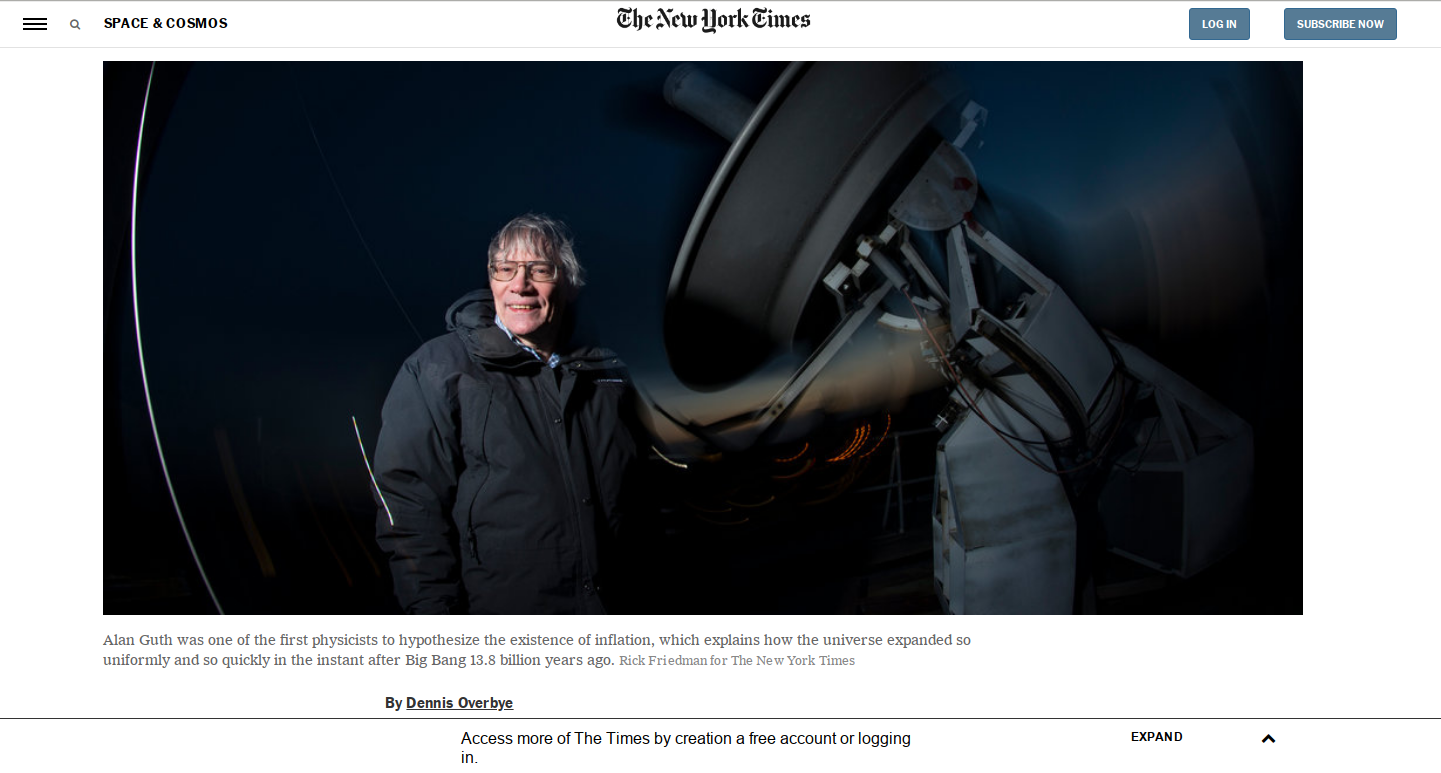 SPACE & COSMOS
The New York Times
LOG IN
SUBSCRIBE NOW
Alan Guth was one of the first physicists to hypothesize the existence of inflation, which explains how the universe expanded so
uniformly and so quickly in the instant after Big Bang 13.8 billion years ago. Rick Friedman for The New York Times
By Dennis Overbye
Access more of The Times by creation a free account or logging
in.
EXPAND